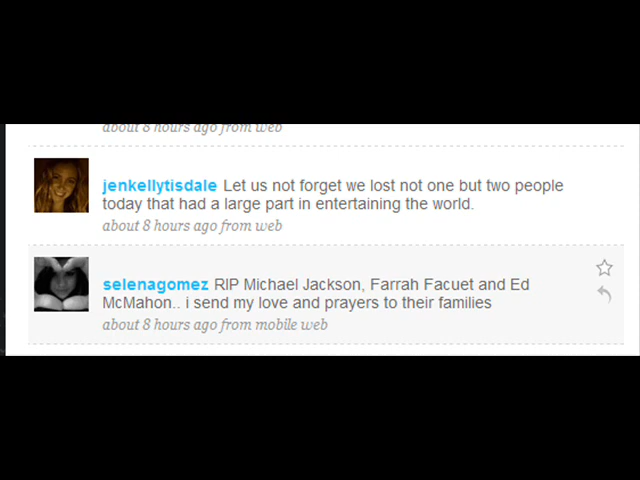 about 8 hours ago from web
jenkellytisdale Let us not forget we lost not one but two people
today that had a large part in entertaining the world.
about 8 hours ago from web
selenagomez RIP Michael Jackson, Farrah Facuet and Ed
McMahon.. i send my love and prayers to their families
about 8 hours ago from mobile web